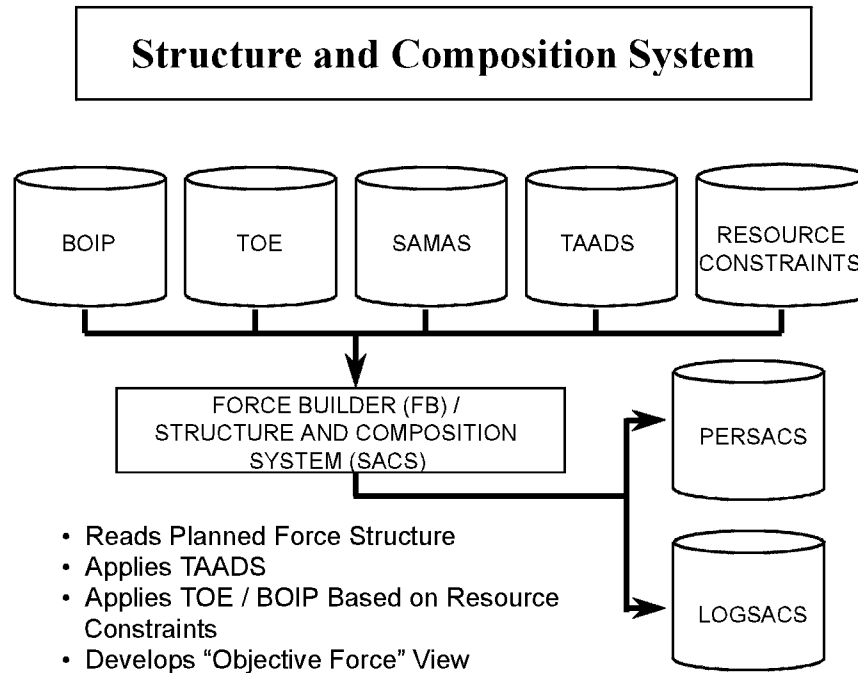 Structure and Composition System
BOIP
TOE
SAMAS
TAADS
RESOURCE
CONSTRAINTS
FORCE BUILDER (FB) /
STRUCTURE AND COMPOSITION
SYSTEM (SACS)
PERSACS
LOGSACS
• Reads Planned Force Structure
• Applies TAADS
• Applies TOE / BOIP Based on Resource
Constraints
• Develops “Objective Force” View